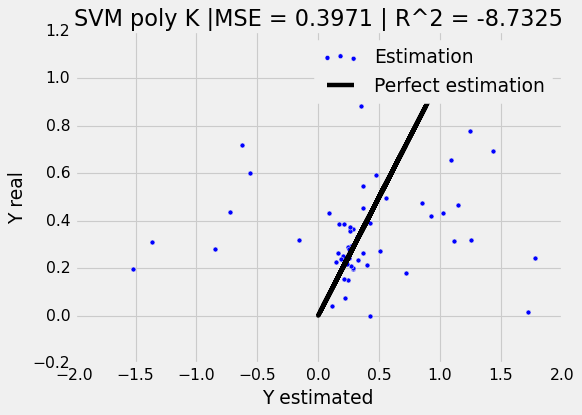 SVM poly K |MSE = 0.3971 | R^2 = -8.7325
1.2
1.0
0.8
0.6
0.4
0.2
0.0
−0.2
Y real
Estimation
Perfect estimation
−2.0 −1.5 −1.0 −0.5 0.0 0.5 1.0 1.5 2.0
Y estimated